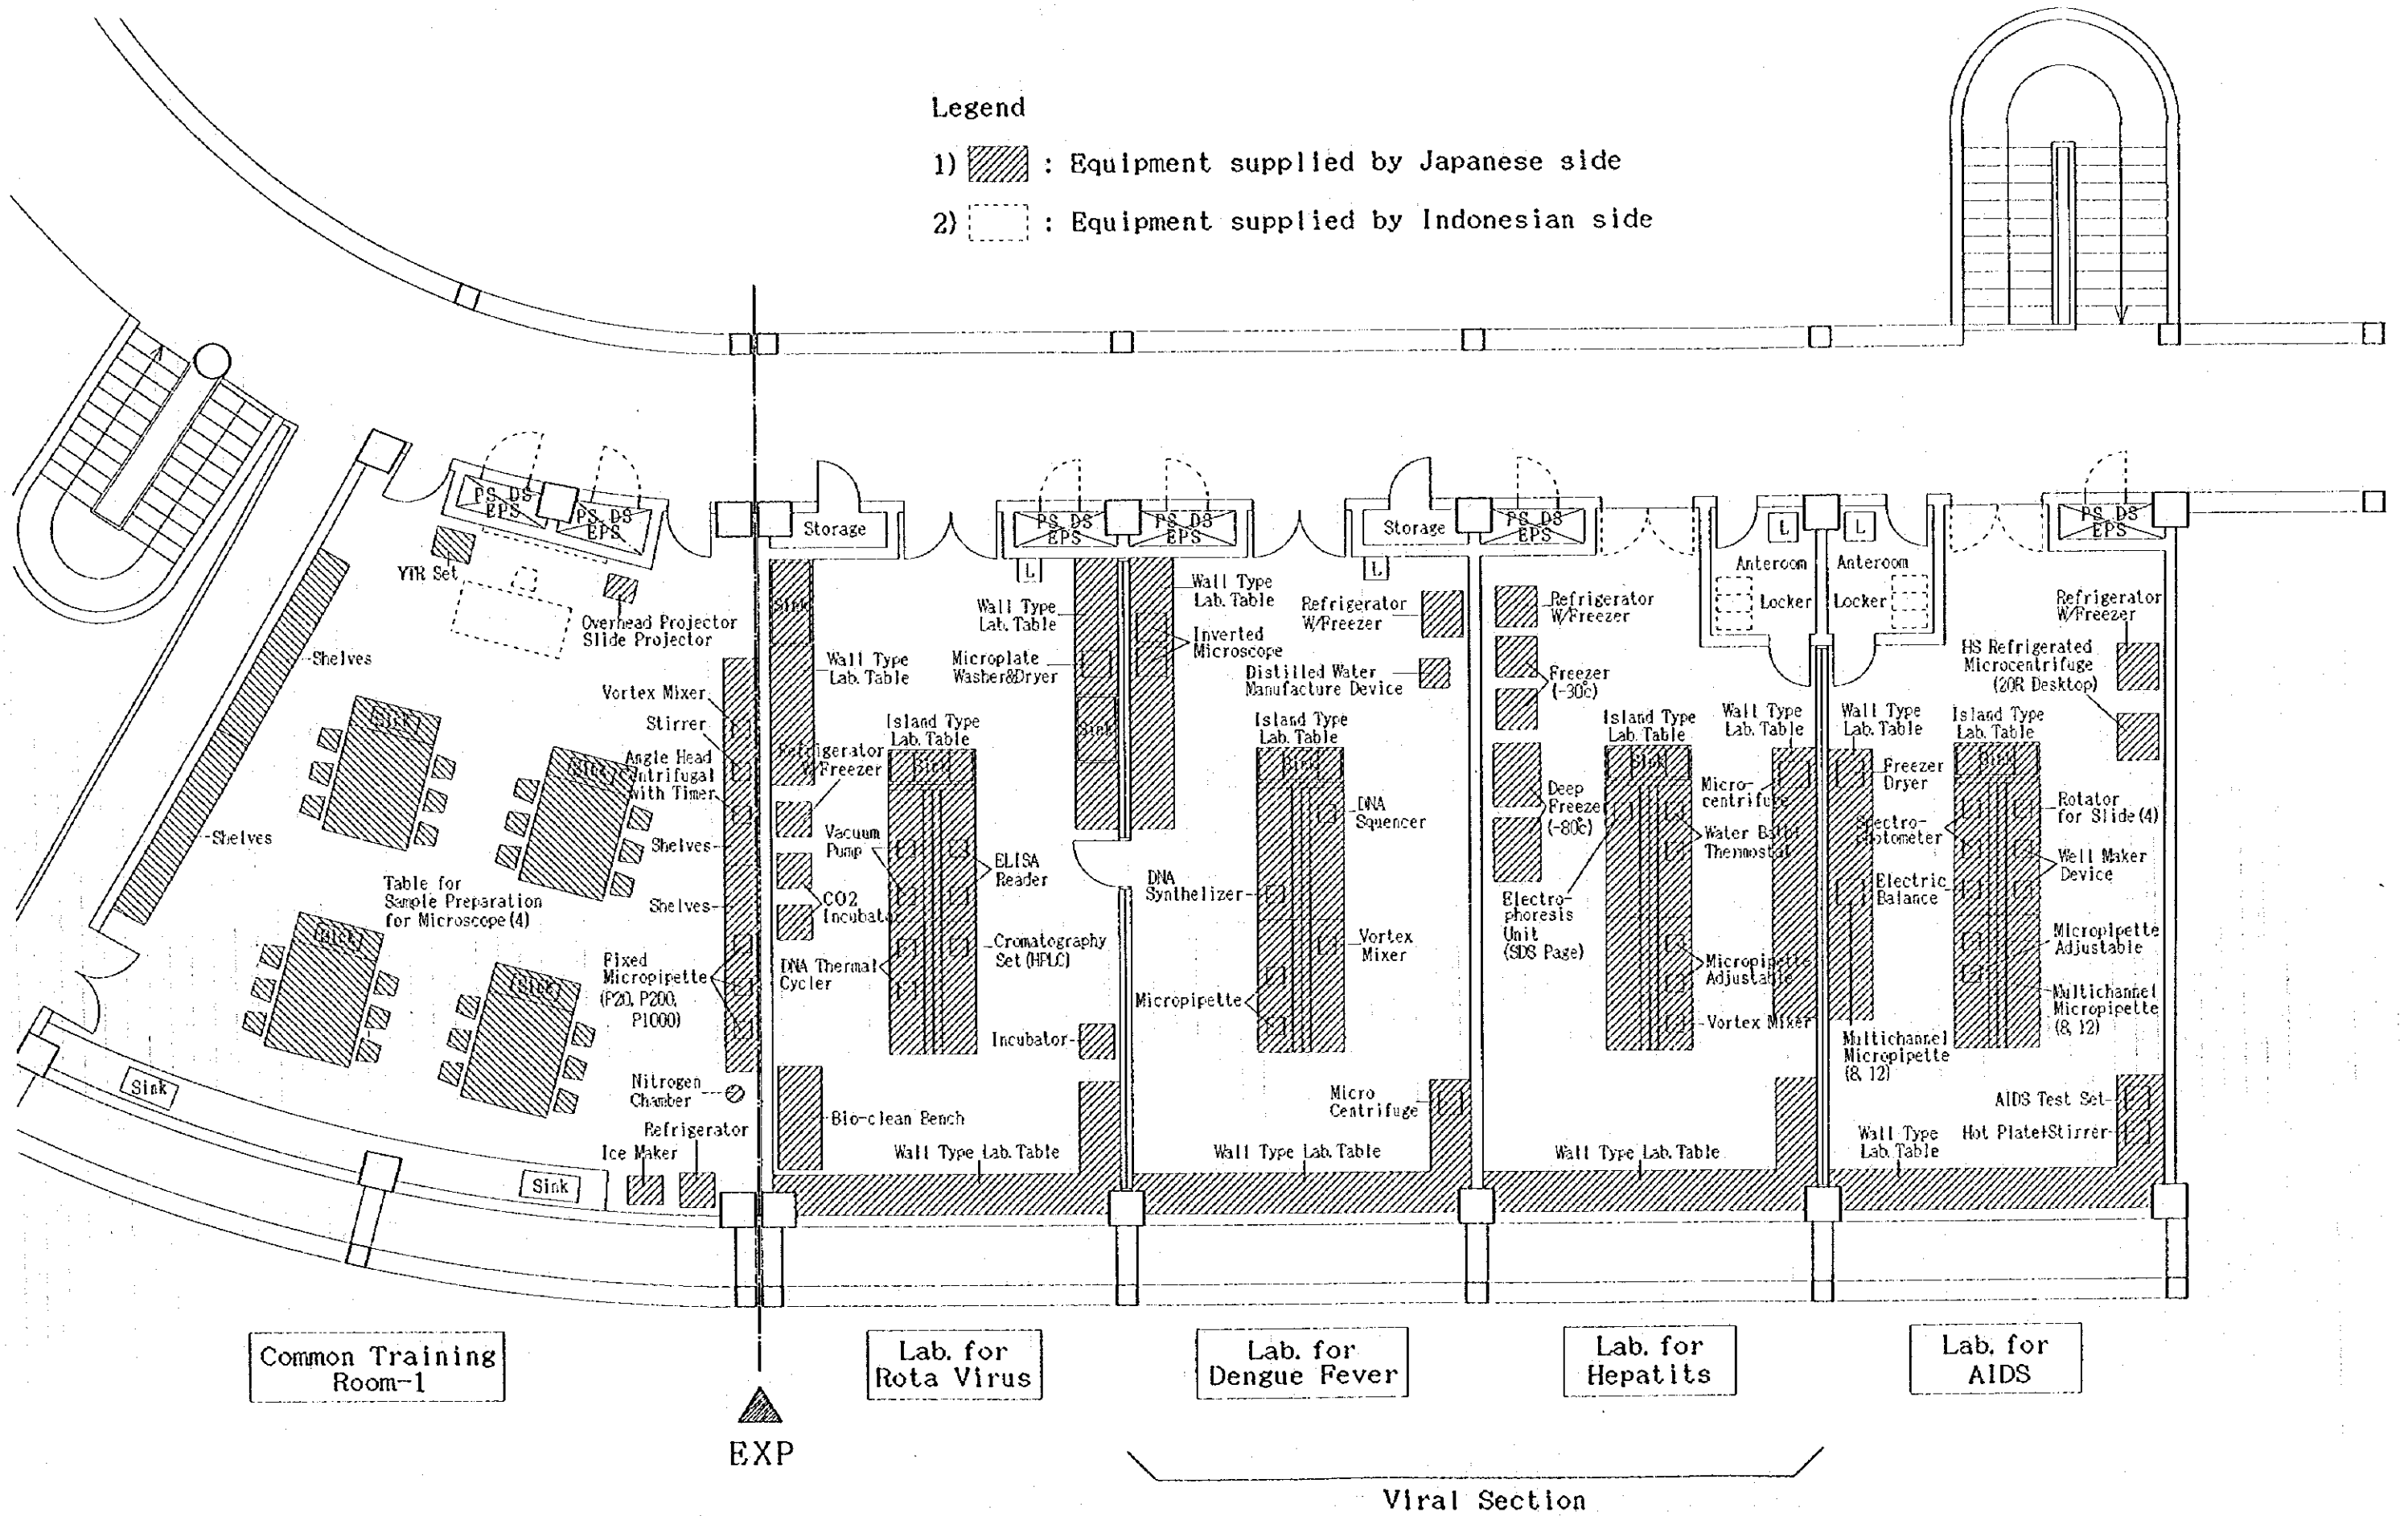 Legend
1) : Equipment supplied by Japanese side
2) : Equipment supplied by Indonesian side
PS, DS
EPS
PS, DS
EPS
VTR Set
Overhead Projector
Slide Projector
Shelves
Shelves
(Sink)
(Sink)
(Sink)
(Sink)
Table for
Sample Preparation
for Microscope (4)
Vortex Mixer
Stirrer
Angle Head
Centrifugal
with Timer
Shelves
Shelves
Fixed
Micropipette
(P20, P200,
P1000)
Nitrogen
Chamber
Refrigerator
Ice Maker
Sink
Sink
Storage
PS, DS
EPS
L
Sink
Wall Type
Lab. Table
Wall Type
Lab. Table
Microplate
Washer&Dryer
Sink
Island Type
Lab. Table
Sink
Refrigerator
W/Freezer
Vacuum
Pump
CO2
Incubator
ELISA
Reader
DNA Thermal
Cycler
Cromatography
Set (HPLC)
Incubator
Bio-clean Bench
Wall Type Lab. Table
PS, DS
EPS
Storage
L
Wall Type
Lab. Table
Inverted
Microscope
Refrigerator
W/Freezer
Distilled Water
Manufacture Device
Island Type
Lab. Table
Sink
DNA
Squencer
DNA
Synthelizer
Vortex
Mixer
Micropipette
Micro
Centrifuge
Wall Type Lab. Table
PS, DS
EPS
L
Anteroom
Locker
Refrigerator
W/Freezer
Freezer
(-30℃)
Deep
Freezer
(-80℃)
Island Type
Lab. Table
Sink
Wall Type
Lab. Table
Micro-
centrifuge
Water Bath
Thermostat
Electro-
phoresis
Unit
(SDS Page)
Micropipette
Adjustable
Vortex Mixer
Wall Type Lab. Table
L
Anteroom
Locker
PS, DS
EPS
Refrigerator
W/Freezer
HS Refrigerated
Microcentrifuge
(20R Desktop)
Wall Type
Lab. Table
Island Type
Lab. Table
Sink
Freezer
Dryer
Spectro-
photometer
Rotator
for Slide (4)
Well Maker
Device
Electric
Balance
Micropipette
Adjustable
Multichannel
Micropipette
(8, 12)
Multichannel
Micropipette
(8, 12)
AIDS Test Set
Hot Plate+Stirrer
Wall Type
Lab. Table
Common Training
Room-1
Lab. for
Rota Virus
Lab. for
Dengue Fever
Lab. for
Hepatits
Lab. for
AIDS
EXP
Viral Section